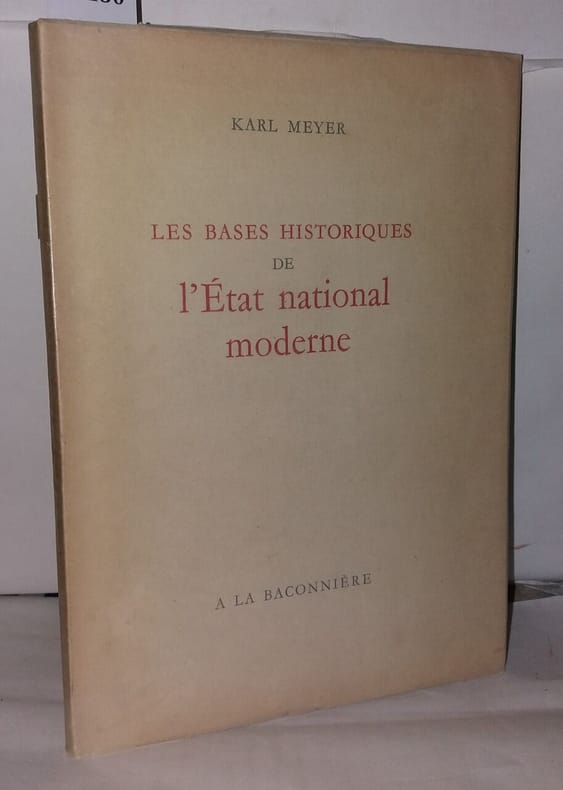 KARL MEYER
LES BASES HISTORIQUES
DE
l'État national
moderne
A LA BACONNIÈRE